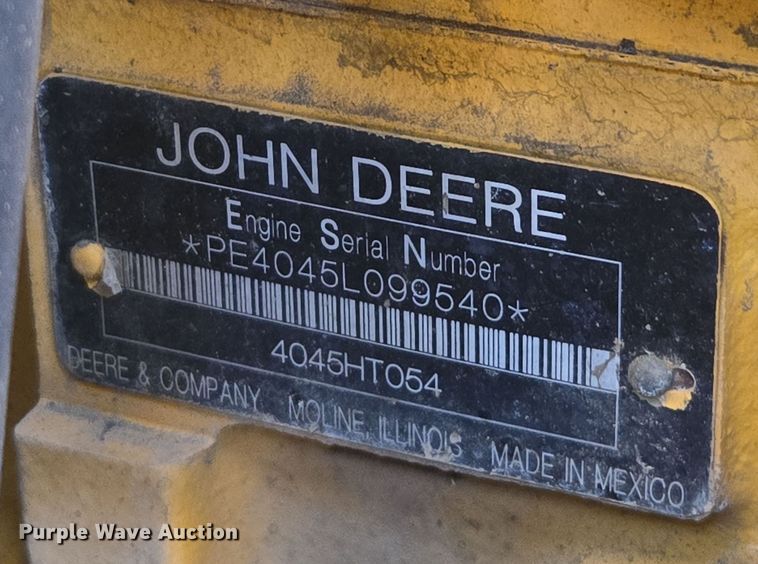 JOHN DEERE
Engine Serial Number
*PE4045L099540*
4045HT054
DEERE & COMPANY MOLINE, ILLINOIS MADE IN MEXICO
Purple Wave Auction